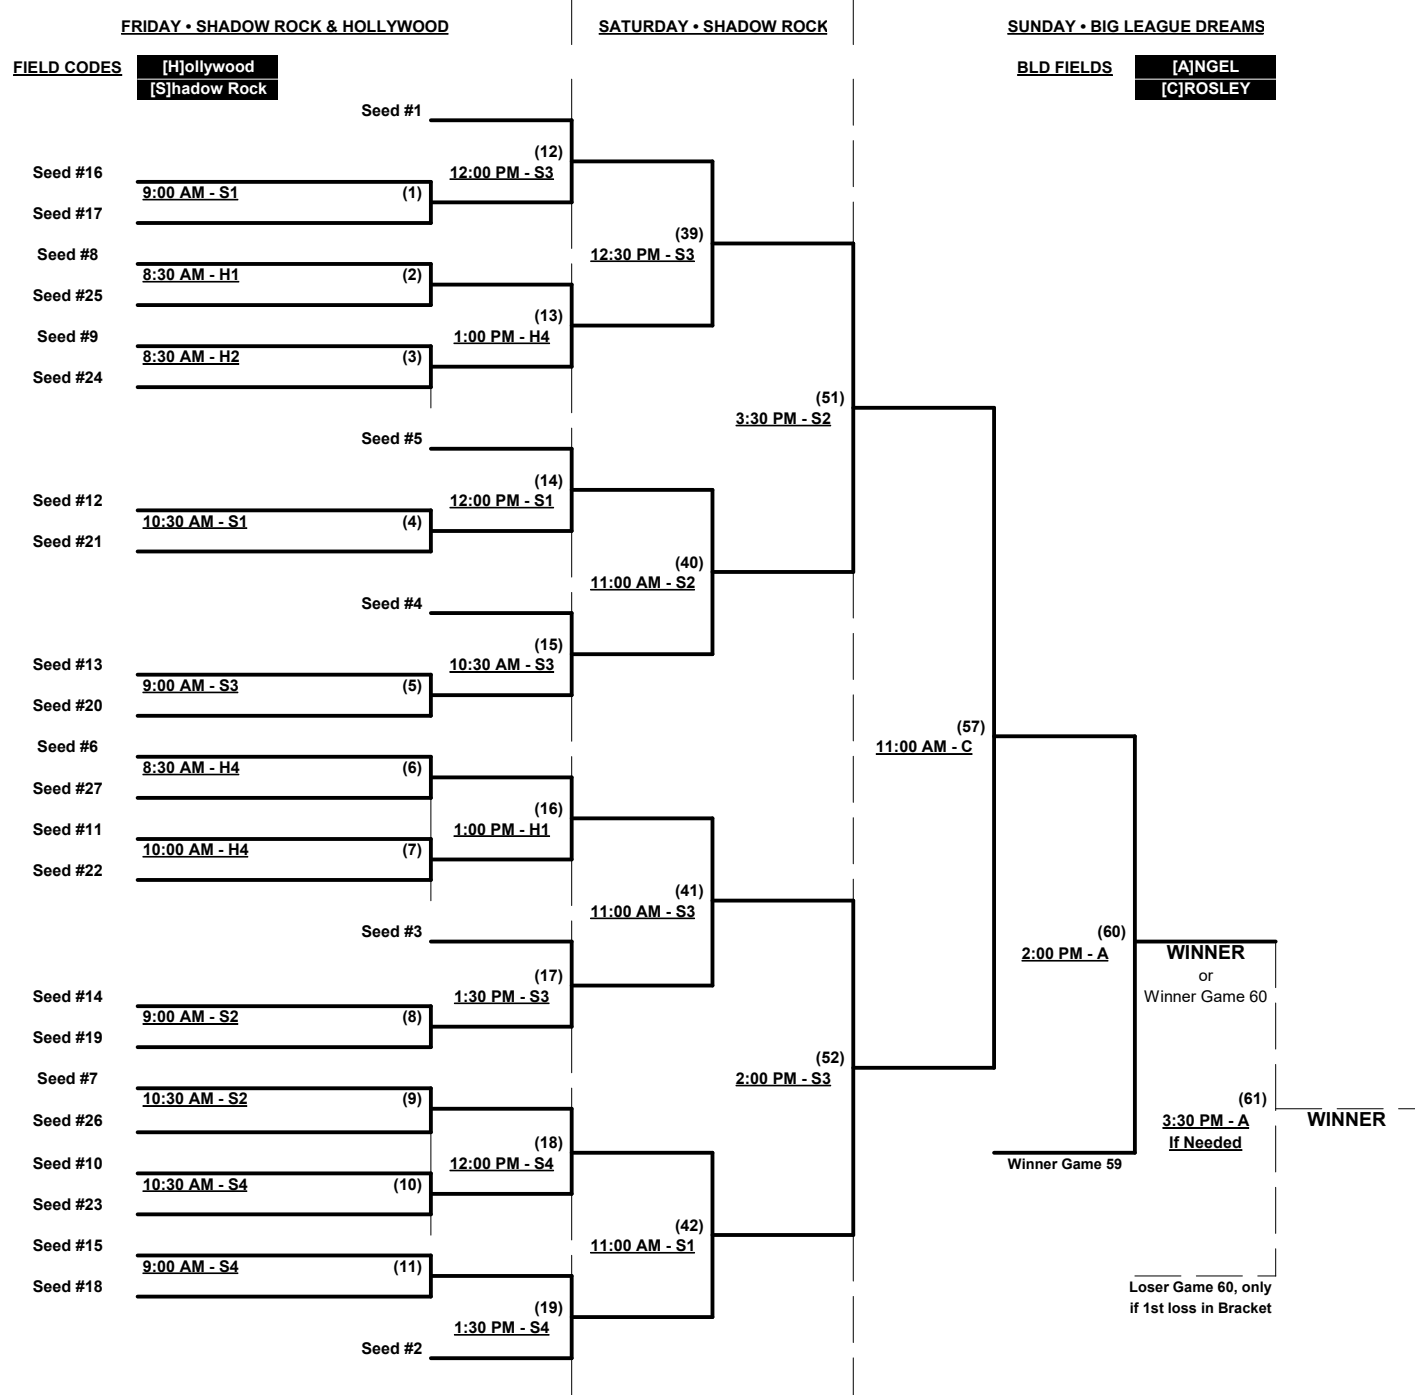 FRIDAY • SHADOW ROCK & HOLLYWOOD
SATURDAY • SHADOW ROCK
SUNDAY • BIG LEAGUE DREAMS
FIELD CODES
[H]ollywood
[S]hadow Rock
BLD FIELDS
[A]NGEL
[C]ROSLEY
Seed #1
(12)
12:00 PM - S3
Seed #16
9:00 AM - S1 (1)
Seed #17
(39)
12:30 PM - S3
Seed #8
8:30 AM - H1 (2)
Seed #25
(13)
1:00 PM - H4
Seed #9
8:30 AM - H2 (3)
Seed #24
(51)
3:30 PM - S2
Seed #5
(14)
12:00 PM - S1
Seed #12
10:30 AM - S1 (4)
Seed #21
(40)
11:00 AM - S2
Seed #4
(15)
10:30 AM - S3
Seed #13
9:00 AM - S3 (5)
Seed #20
(57)
11:00 AM - C
Seed #6
8:30 AM - H4 (6)
Seed #27
(16)
1:00 PM - H1
Seed #11
10:00 AM - H4 (7)
Seed #22
(41)
11:00 AM - S3
Seed #3
(60)
2:00 PM - A
WINNER
or
Winner Game 60
(17)
1:30 PM - S3
Seed #14
9:00 AM - S2 (8)
Seed #19
(52)
2:00 PM - S3
Seed #7
10:30 AM - S2 (9)
Seed #26
(61)
3:30 PM - A
If Needed
WINNER
(18)
12:00 PM - S4
Winner Game 59
Seed #10
10:30 AM - S4 (10)
Seed #23
(42)
11:00 AM - S1
Seed #15
9:00 AM - S4 (11)
Seed #18
Loser Game 60, only
if 1st loss in Bracket
(19)
1:30 PM - S4
Seed #2